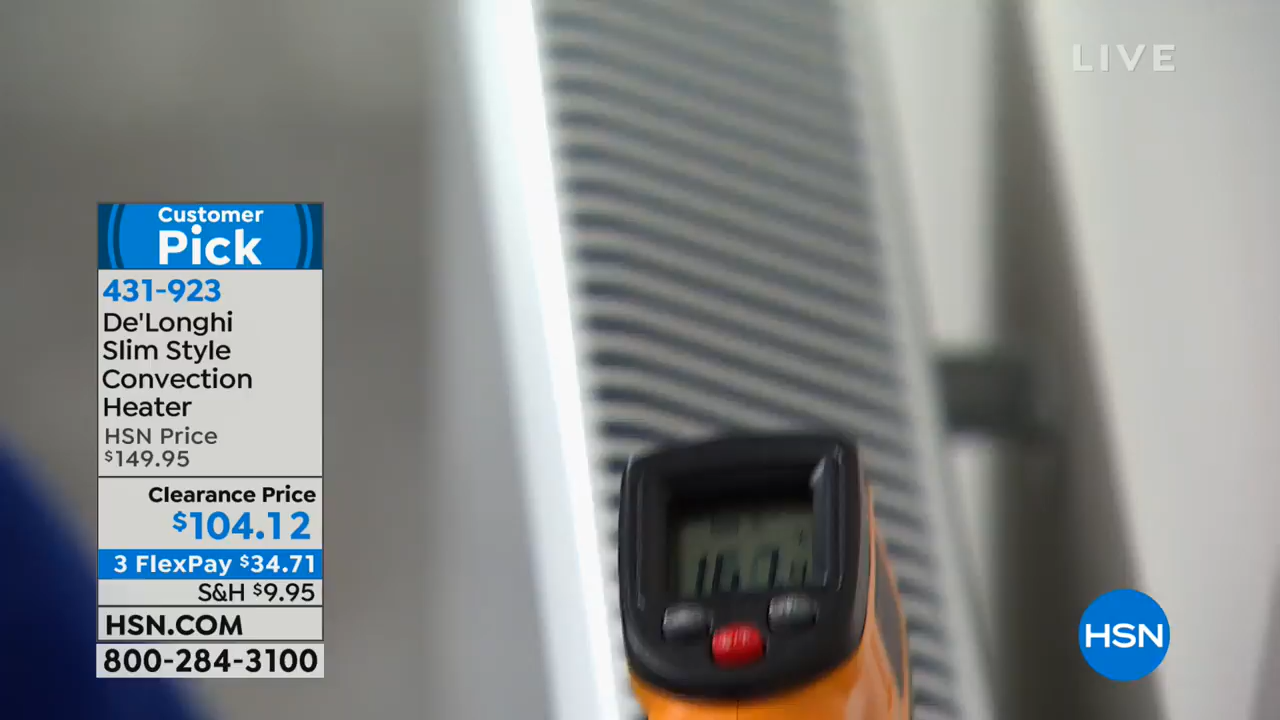 LIVE
Customer
Pick
431-923
De'Longhi
Slim Style
Convection
Heater
HSN Price
$149.95
Clearance Price
$104.12
3 FlexPay $34.71
S&H $9.95
HSN.COM
800-284-3100
HSN